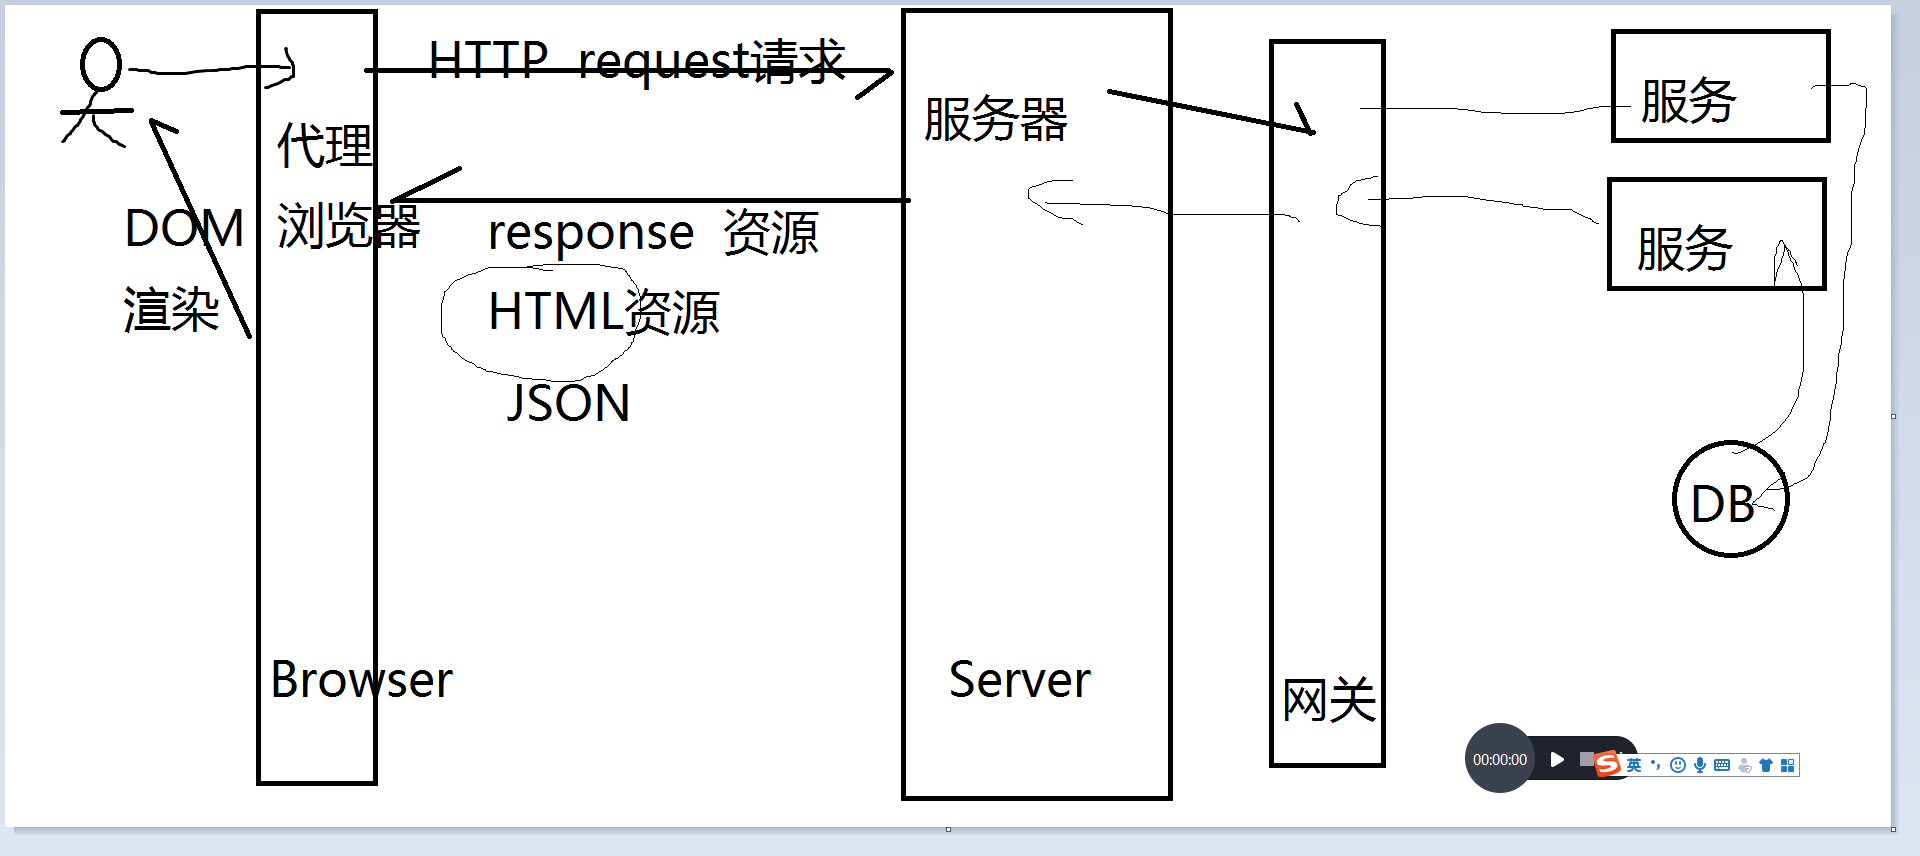 HTTP request请求
代理
浏览器
DOM
渲染
response 资源
HTML资源
JSON
Browser
服务器
Server
网关
服务
服务
DB
00:00:00
英